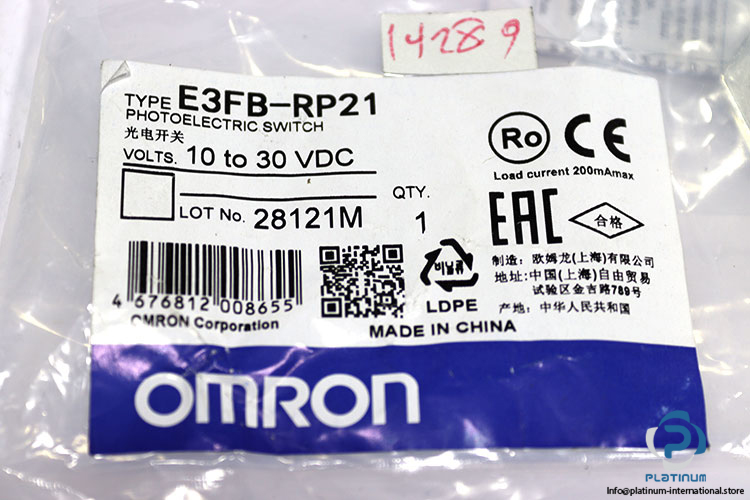 14289
TYPE E3FB-RP21
PHOTOELECTRIC SWITCH
光电开关
VOLTS. 10 to 30 VDC
LOT No. 28121M
QTY.
1
Ro CE
Load current 200mAmax
EAC
合格
制造: 欧姆龙(上海)有限公司
地址: 中国(上海)自由贸易
试验区金吉路789号
产地: 中华人民共和国
비닐류
LDPE
4 676812 008655
OMRON Corporation
MADE IN CHINA
OMRON
PLATINUM
Info@platinum-international.store